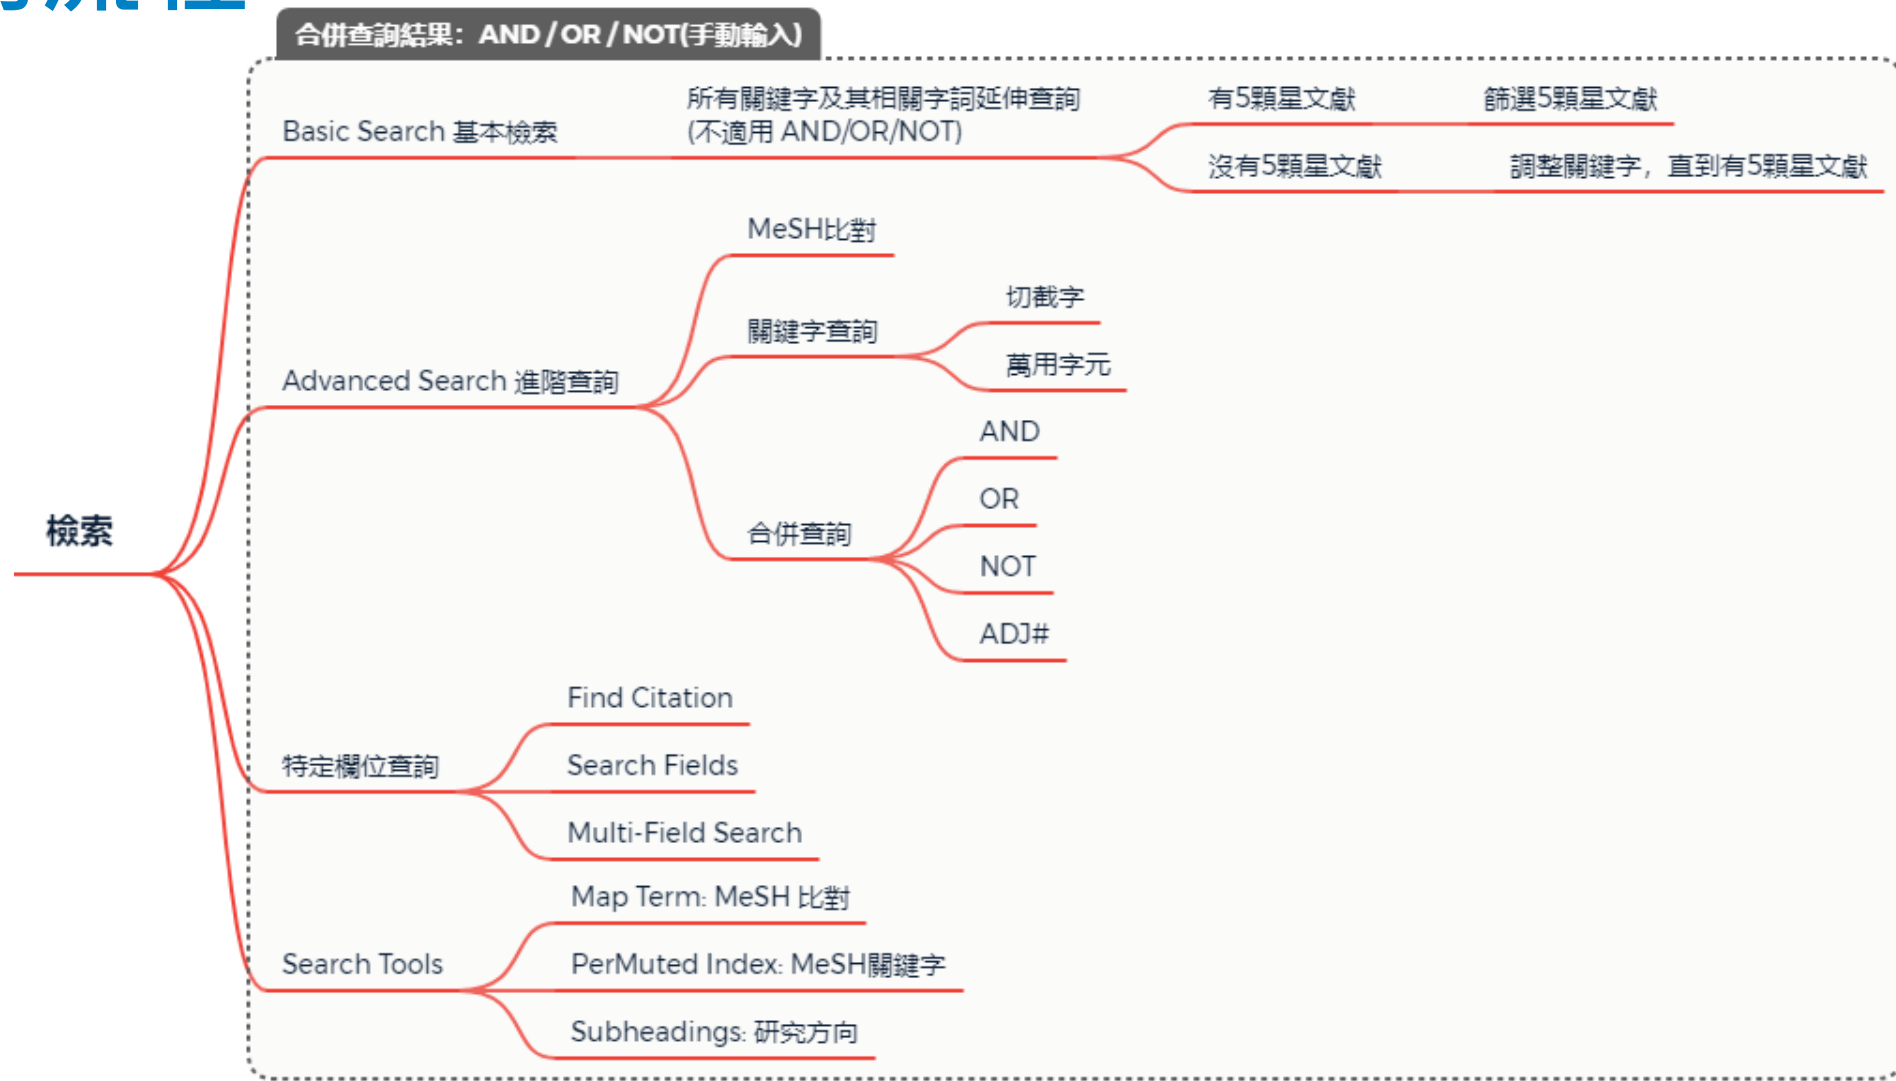 合併查詢結果：AND / OR / NOT(手動輸入)
Basic Search 基本檢索
所有關鍵字及其相關字詞延伸查詢
(不適用 AND/OR/NOT)
有5顆星文獻
篩選5顆星文獻
沒有5顆星文獻
調整關鍵字，直到有5顆星文獻
Advanced Search 進階查詢
MeSH比對
關鍵字查詢
切截字
萬用字元
合併查詢
AND
OR
NOT
ADJ#
檢索
特定欄位查詢
Find Citation
Search Fields
Multi-Field Search
Search Tools
Map Term: MeSH 比對
PerMuted Index: MeSH關鍵字
Subheadings: 研究方向